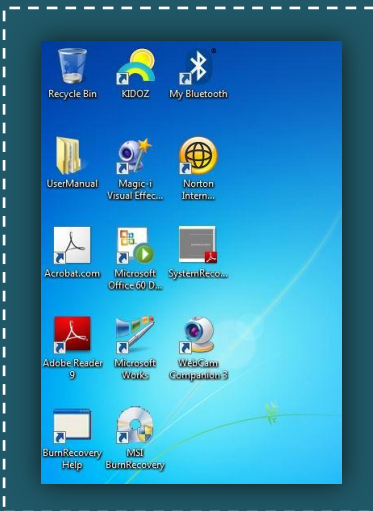 Recycle Bin
KIDOZ
My Bluetooth
UserManual
Magic-i
Visual Effec...
Norton
Intern...
Acrobat.com
Microsoft
Office 60 D...
SystemReco...
Adobe Reader
9
Microsoft
Works
WebCam
Companion 3
BurnRecovery
Help
MSI
BurnRecovery